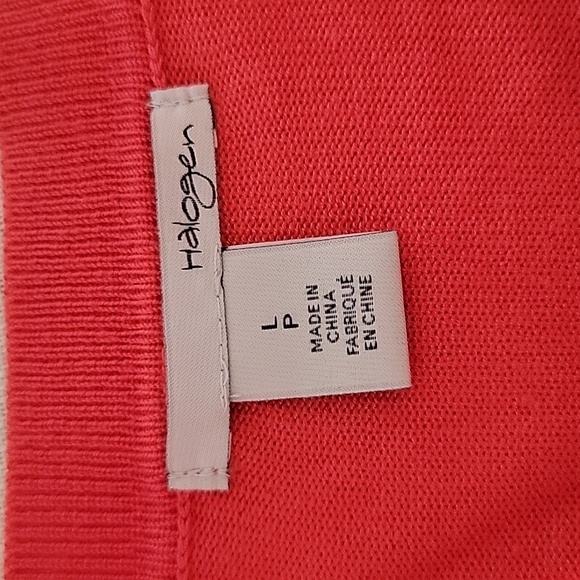 Halogen
L
P
MADE IN
CHINA
FABRIQUÉ
EN CHINE